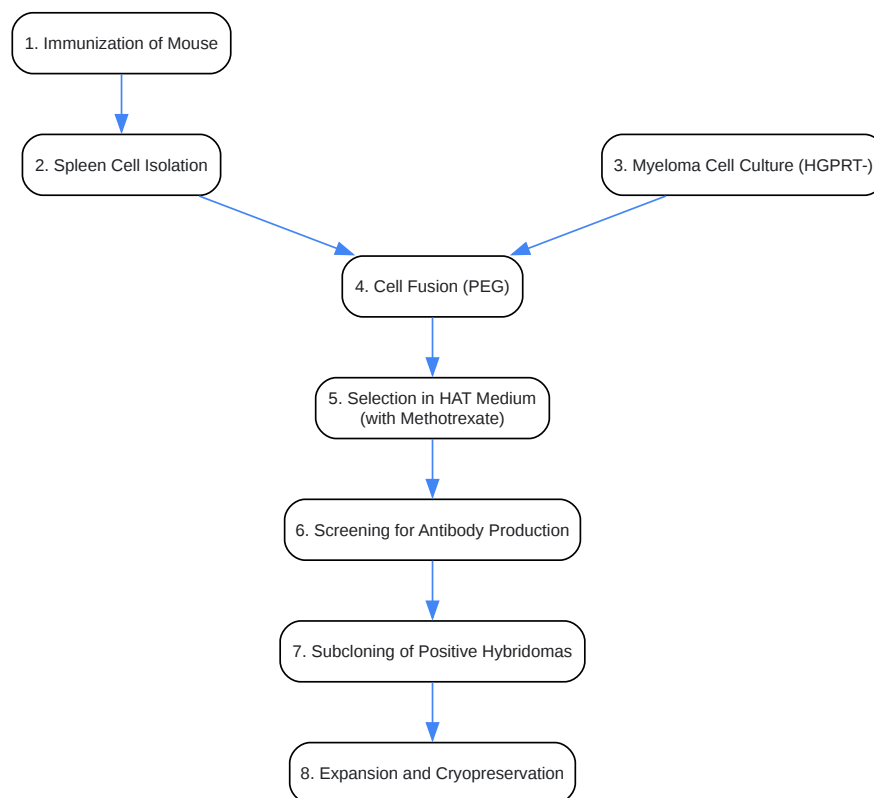 1. Immunization of Mouse
2. Spleen Cell Isolation
3. Myeloma Cell Culture (HGPRT-)
4. Cell Fusion (PEG)
5. Selection in HAT Medium
(with Methotrexate)
6. Screening for Antibody Production
7. Subcloning of Positive Hybridomas
8. Expansion and Cryopreservation